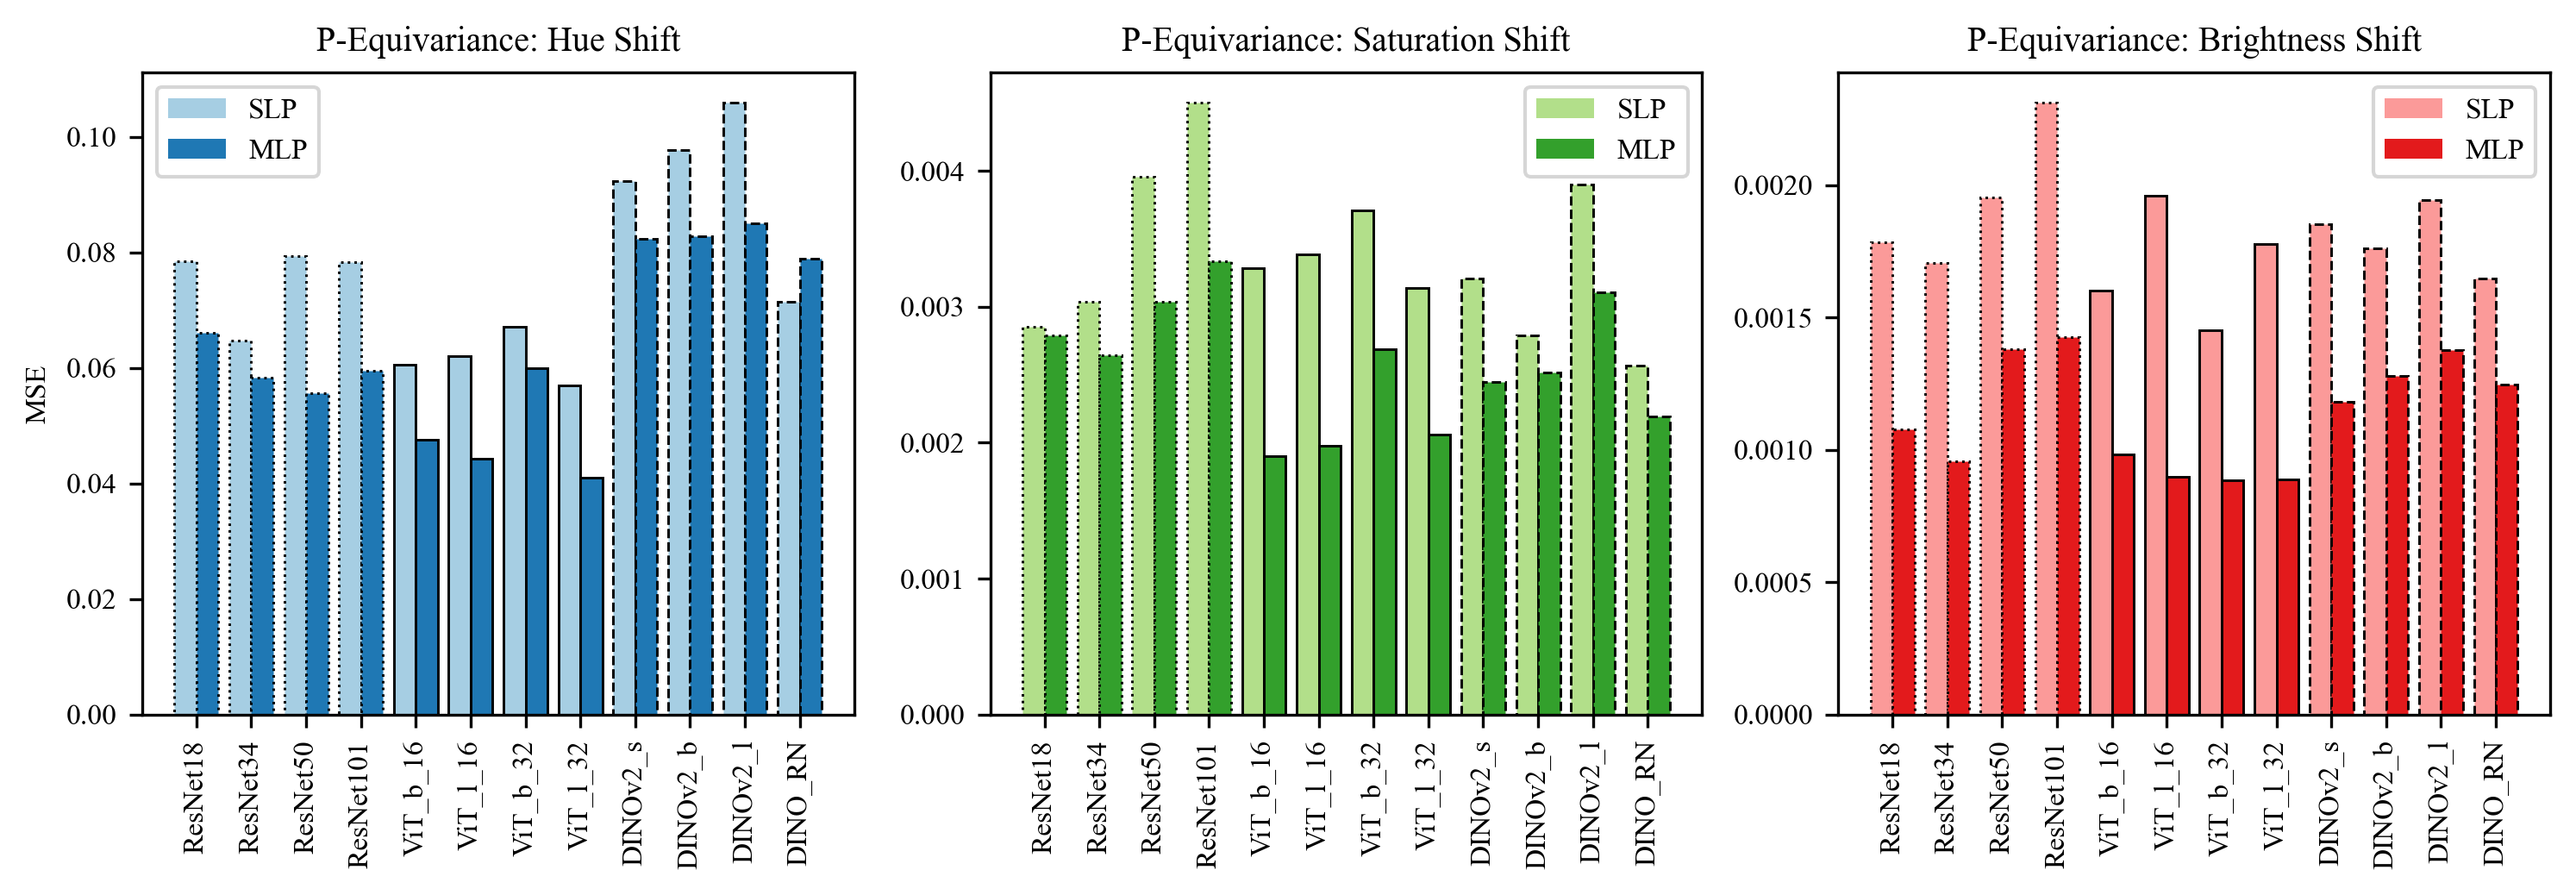 P-Equivariance: Hue Shift
SLP
MLP
MSE
0.10
0.08
0.06
0.04
0.02
0.00
ResNet18
ResNet34
ResNet50
ResNet101
ViT_b_16
ViT_l_16
ViT_b_32
ViT_l_32
DINOv2_s
DINOv2_b
DINOv2_l
DINO_RN
P-Equivariance: Saturation Shift
SLP
MLP
0.004
0.003
0.002
0.001
0.000
ResNet18
ResNet34
ResNet50
ResNet101
ViT_b_16
ViT_l_16
ViT_b_32
ViT_l_32
DINOv2_s
DINOv2_b
DINOv2_l
DINO_RN
P-Equivariance: Brightness Shift
SLP
MLP
0.0020
0.0015
0.0010
0.0005
0.0000
ResNet18
ResNet34
ResNet50
ResNet101
ViT_b_16
ViT_l_16
ViT_b_32
ViT_l_32
DINOv2_s
DINOv2_b
DINOv2_l
DINO_RN